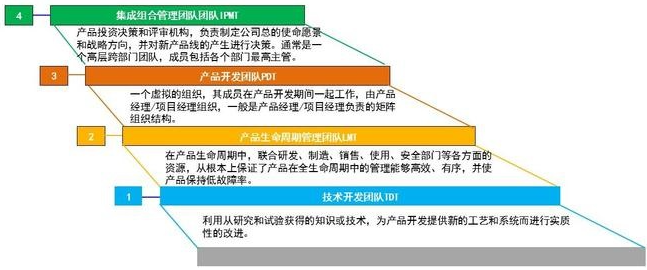 4
集成组合管理团队团队IPMT
产品投资决策和评审机构，负责制定公司总的使命愿景
和战略方向，并对新产品线的产生进行决策。通常是一
个高层跨部门团队，成员包括各个部门最高主管。
3
产品开发团队PDT
一个虚拟的组织，其成员在产品开发期间一起工作，由产品
经理/项目经理组织，一般是产品经理/项目经理负责的矩阵
组织结构。
2
产品生命周期管理团队LMT
在产品生命周期中，联合研发、制造、销售、使用、安全部门等各方面的
资源，从根本上保证了产品在全生命周期中的管理能够高效、有序，并使
产品保持低故障率。
1
技术开发团队TDT
利用从研究和试验获得的知识或技术，为产品开发提供新的工艺和系统而进行实质
性的改进。